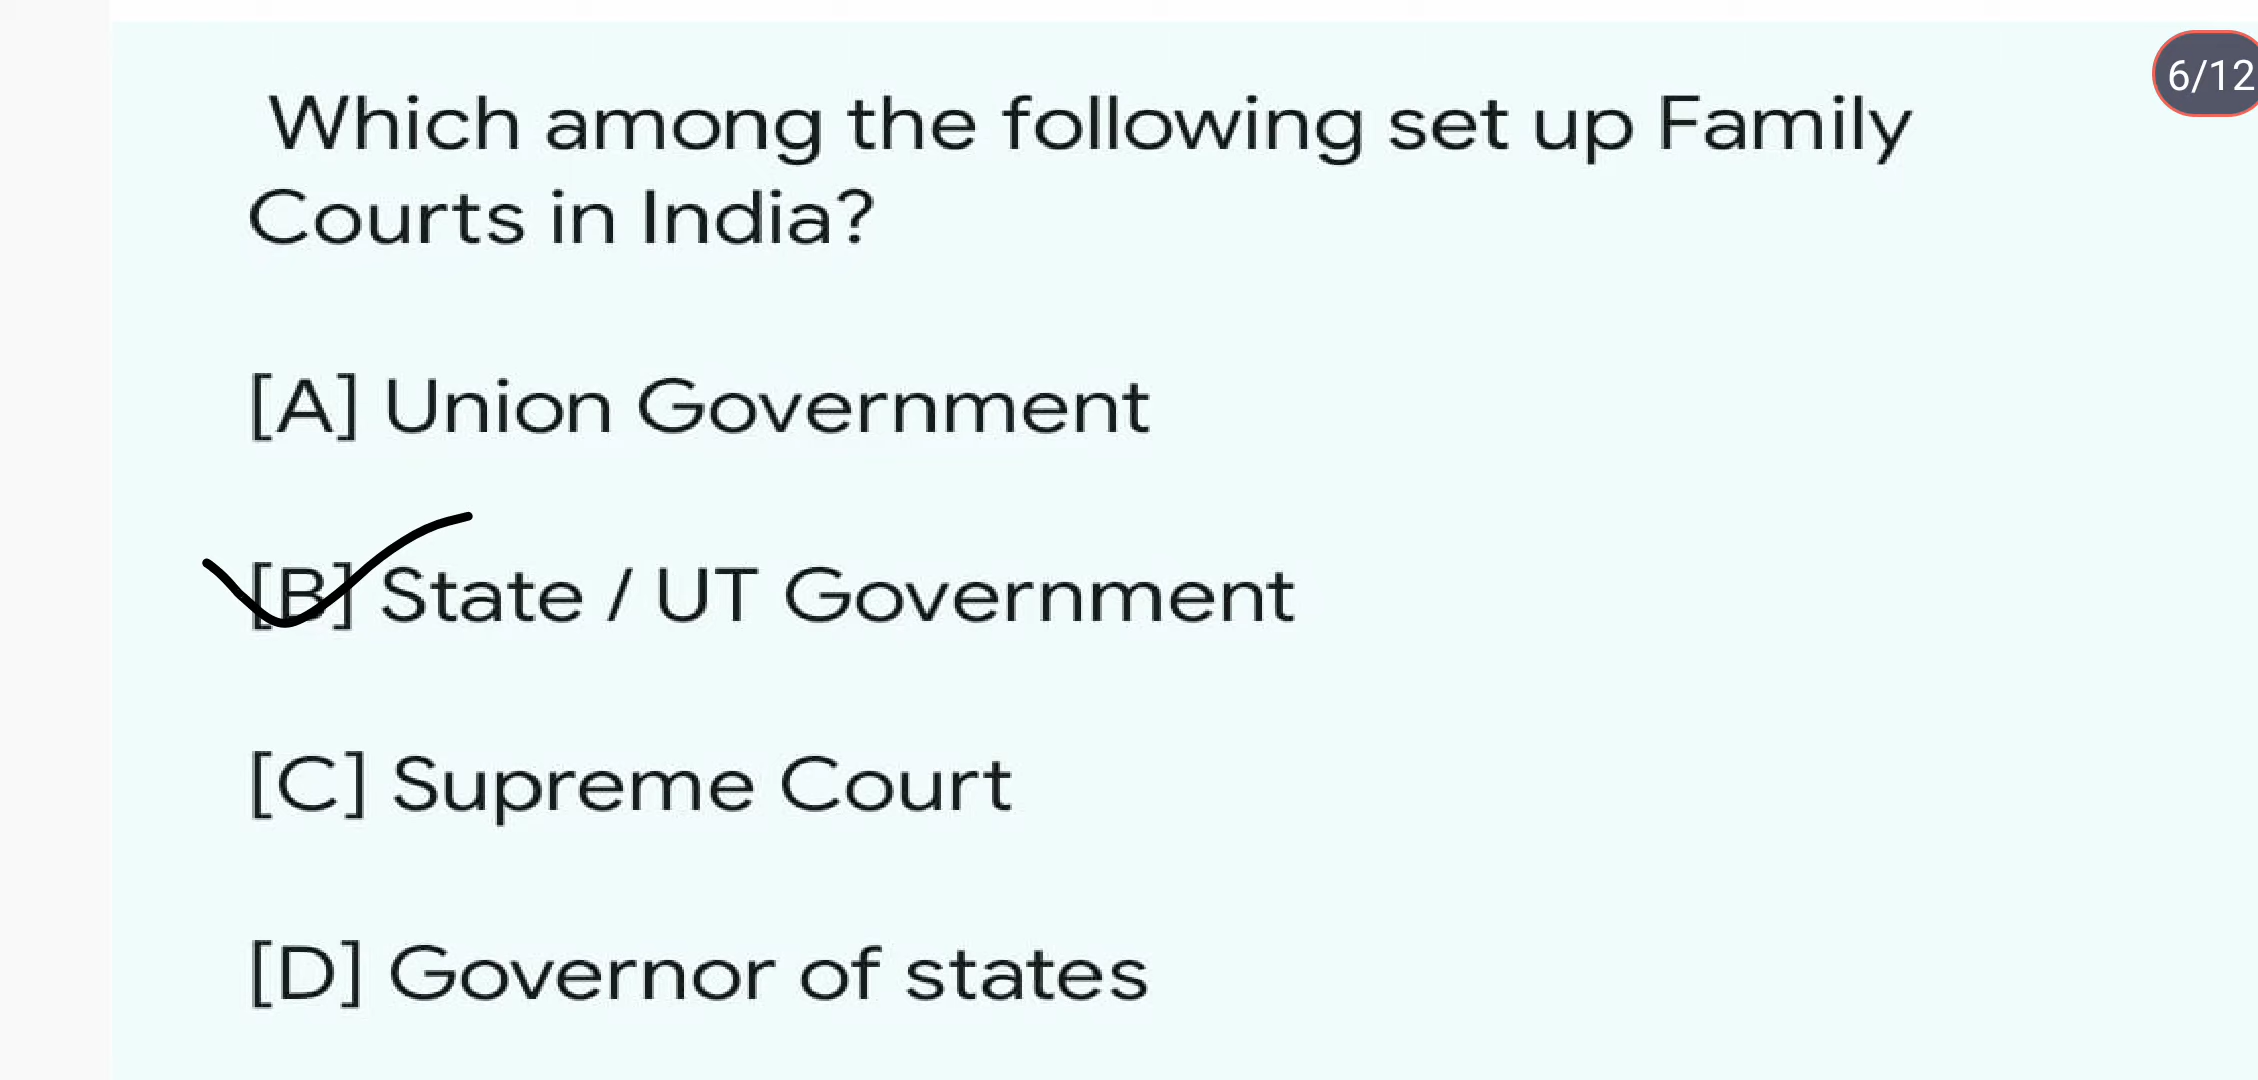 6/12
Which among the following set up Family
Courts in India?
[A] Union Government
[B] State / UT Government
[C] Supreme Court
[D] Governor of states